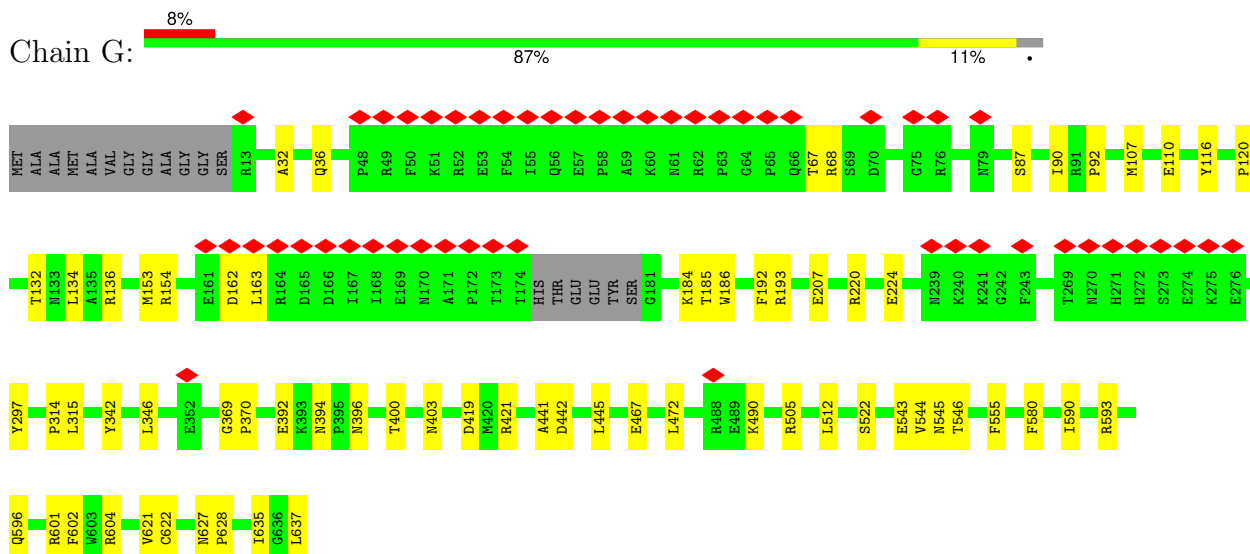 8%
Chain G:
87% 11% •
MET ALA ALA MET ALA VAL GLY GLY ALA GLY GLY SER R13 A32 Q36 P48 R49 F50 K51 R52 E53 F54 I55 Q56 E57 P58 A59 K60 N61 R62 P63 G64 P65 Q66 T67 R68 S69 D70 G75 R76 N79 S87 I90 R91 P92 M107 E110 Y116 P120
T132 N133 L134 A135 R136 M153 R154 E161 D162 L163 R164 D165 D166 I167 I168 E169 N170 A171 P172 T173 T174 HIS THR GLU GLU TYR SER G181 K184 T185 W186 F192 R193 E207 R220 E224 N239 K240 K241 G242 F243 T269 N270 H271 H272 S273 E274 K275 E276
Y297 P314 L315 Y342 L346 E352 G369 P370 E392 K393 N394 P395 N396 T400 N403 D419 M420 R421 A441 D442 L445 E467 L472 R488 E489 K490 R505 L512 S522 E543 V544 N545 T546 F555 F580 I590 R593
Q596 R601 F602 W603 R604 V621 C622 N627 P628 I635 G636 L637